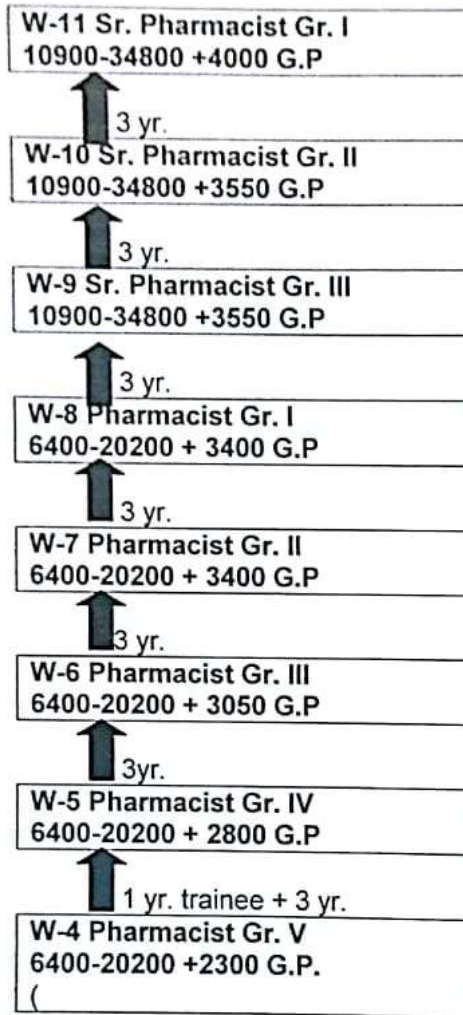 W-11 Sr. Pharmacist Gr. I
10900-34800 +4000 G.P
3 yr.
W-10 Sr. Pharmacist Gr. II
10900-34800 +3550 G.P
3 yr.
W-9 Sr. Pharmacist Gr. III
10900-34800 +3550 G.P
3 yr.
W-8 Pharmacist Gr. I
6400-20200 + 3400 G.P
3 yr.
W-7 Pharmacist Gr. II
6400-20200 + 3400 G.P
3 yr.
W-6 Pharmacist Gr. III
6400-20200 + 3050 G.P
3yr.
W-5 Pharmacist Gr. IV
6400-20200 + 2800 G.P
1 yr. trainee + 3 yr.
W-4 Pharmacist Gr. V
6400-20200 +2300 G.P.
(